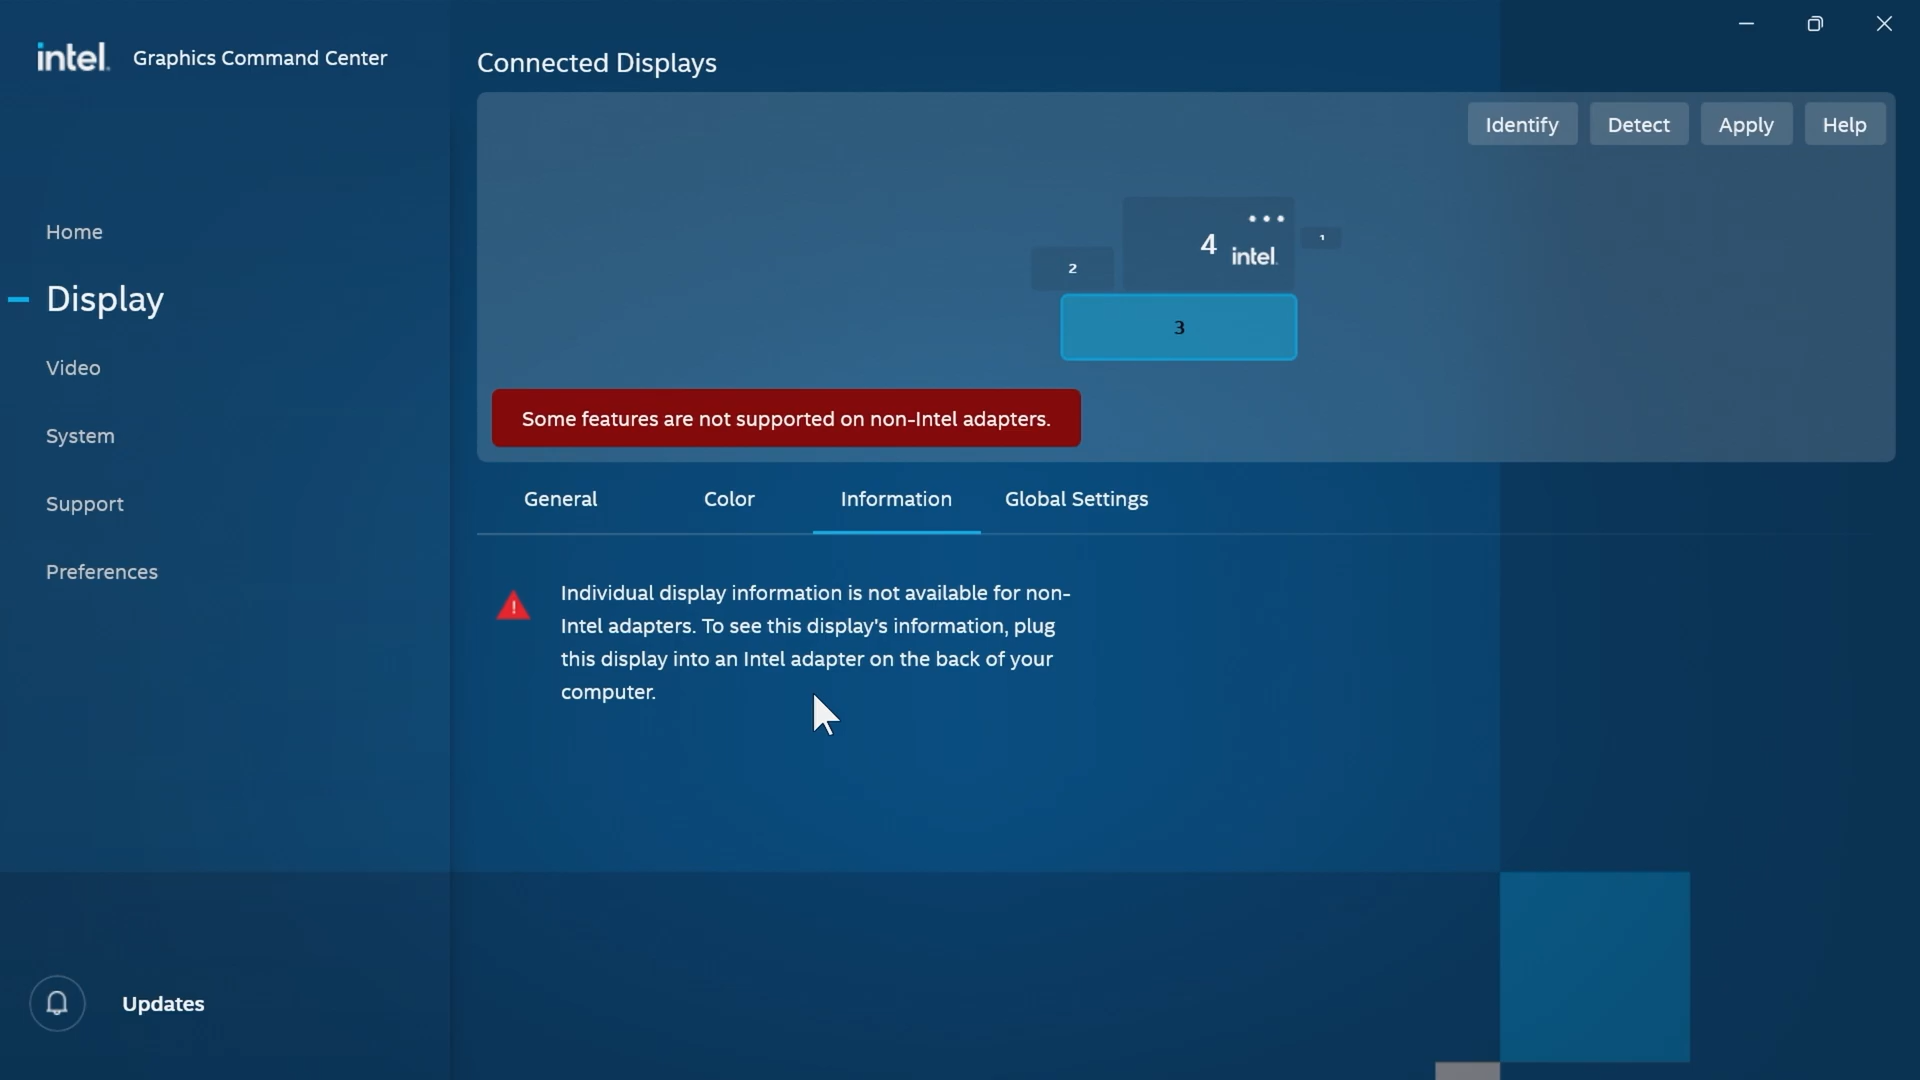 intel. Graphics Command Center
Connected Displays
Identify Detect Apply Help
Home
Display
Video
System
Support
Preferences
4 intel.
1
2
3
Some features are not supported on non-Intel adapters.
General Color Information Global Settings
Individual display information is not available for non-
Intel adapters. To see this display's information, plug
this display into an Intel adapter on the back of your
computer.
Updates